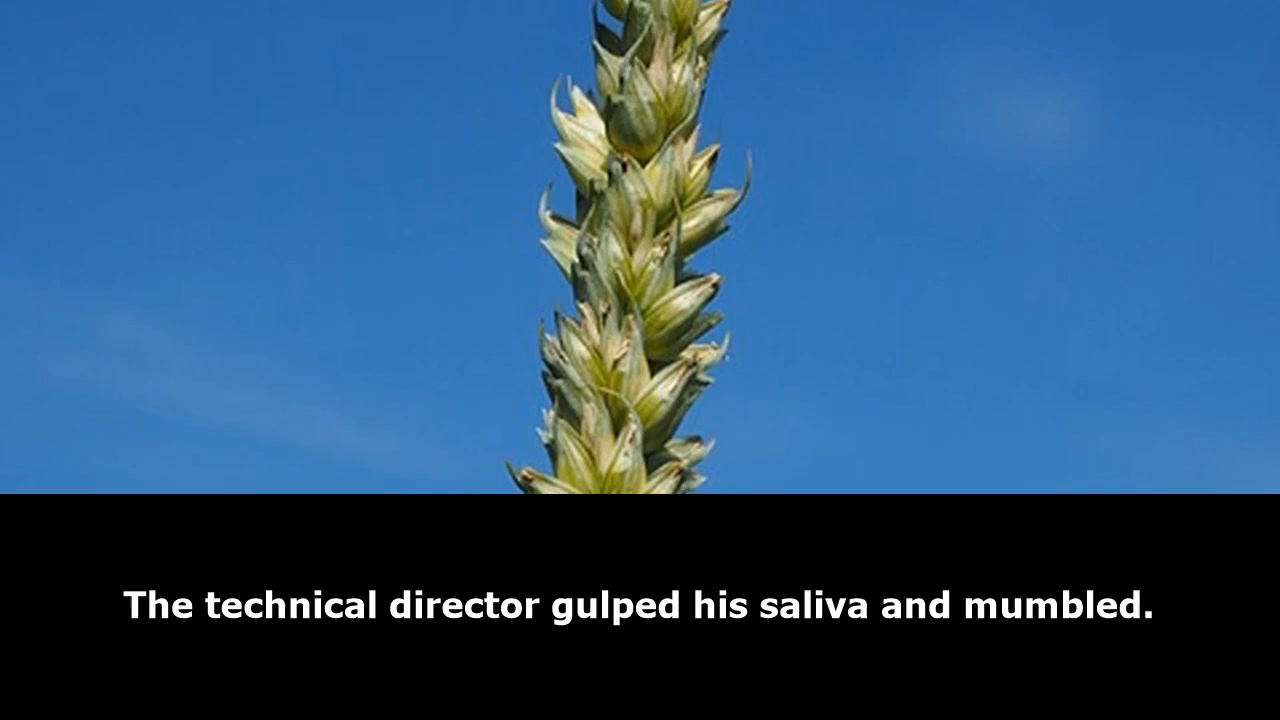 The technical director gulped his saliva and mumbled.